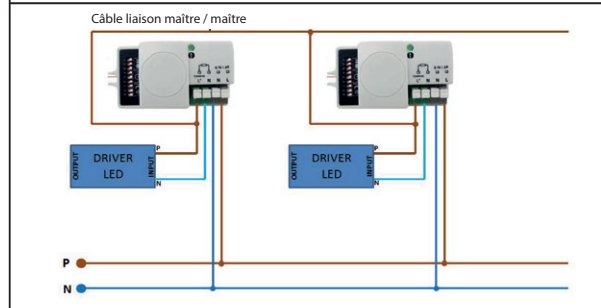 Câble liaison maître / maître
L' N N L
L' N N L
P
DRIVER
LED
OUTPUT
INPUT
N
P
DRIVER
LED
OUTPUT
INPUT
N
P
N